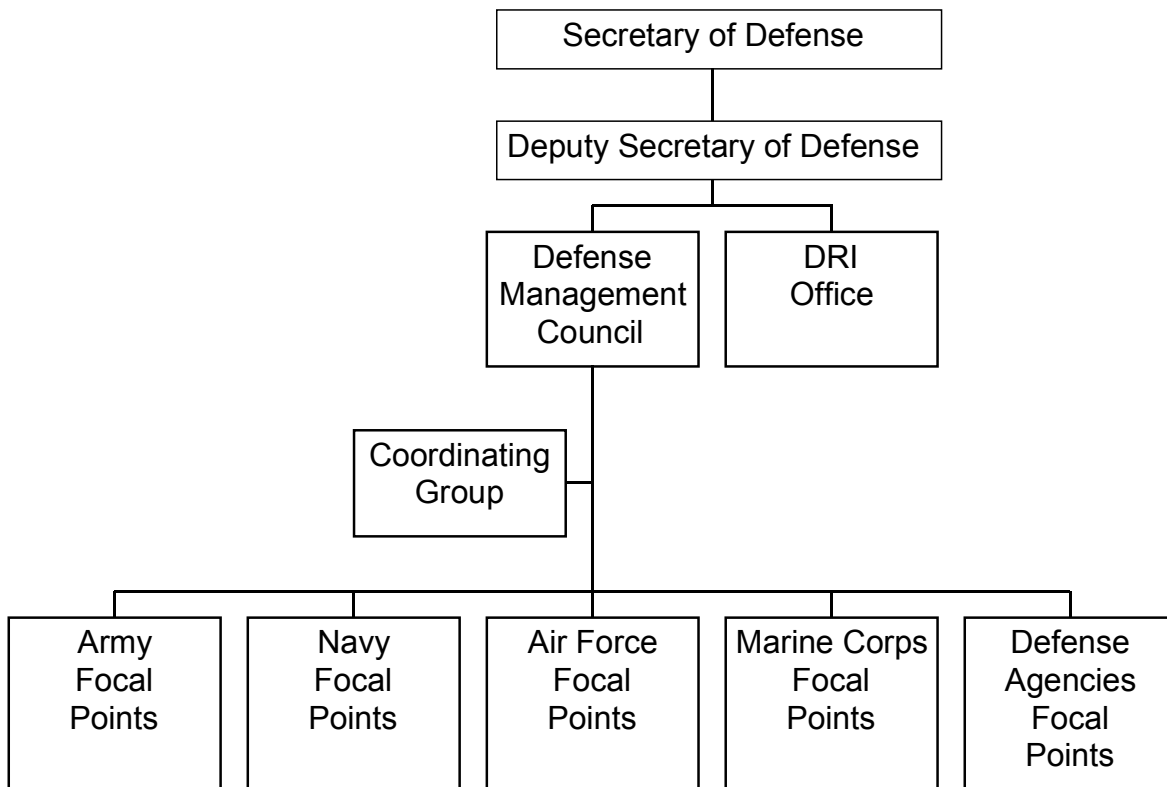 Secretary of Defense
Deputy Secretary of Defense
Defense
Management
Council
DRI
Office
Coordinating
Group
Army
Focal
Points
Navy
Focal
Points
Air Force
Focal
Points
Marine Corps
Focal
Points
Defense
Agencies
Focal
Points